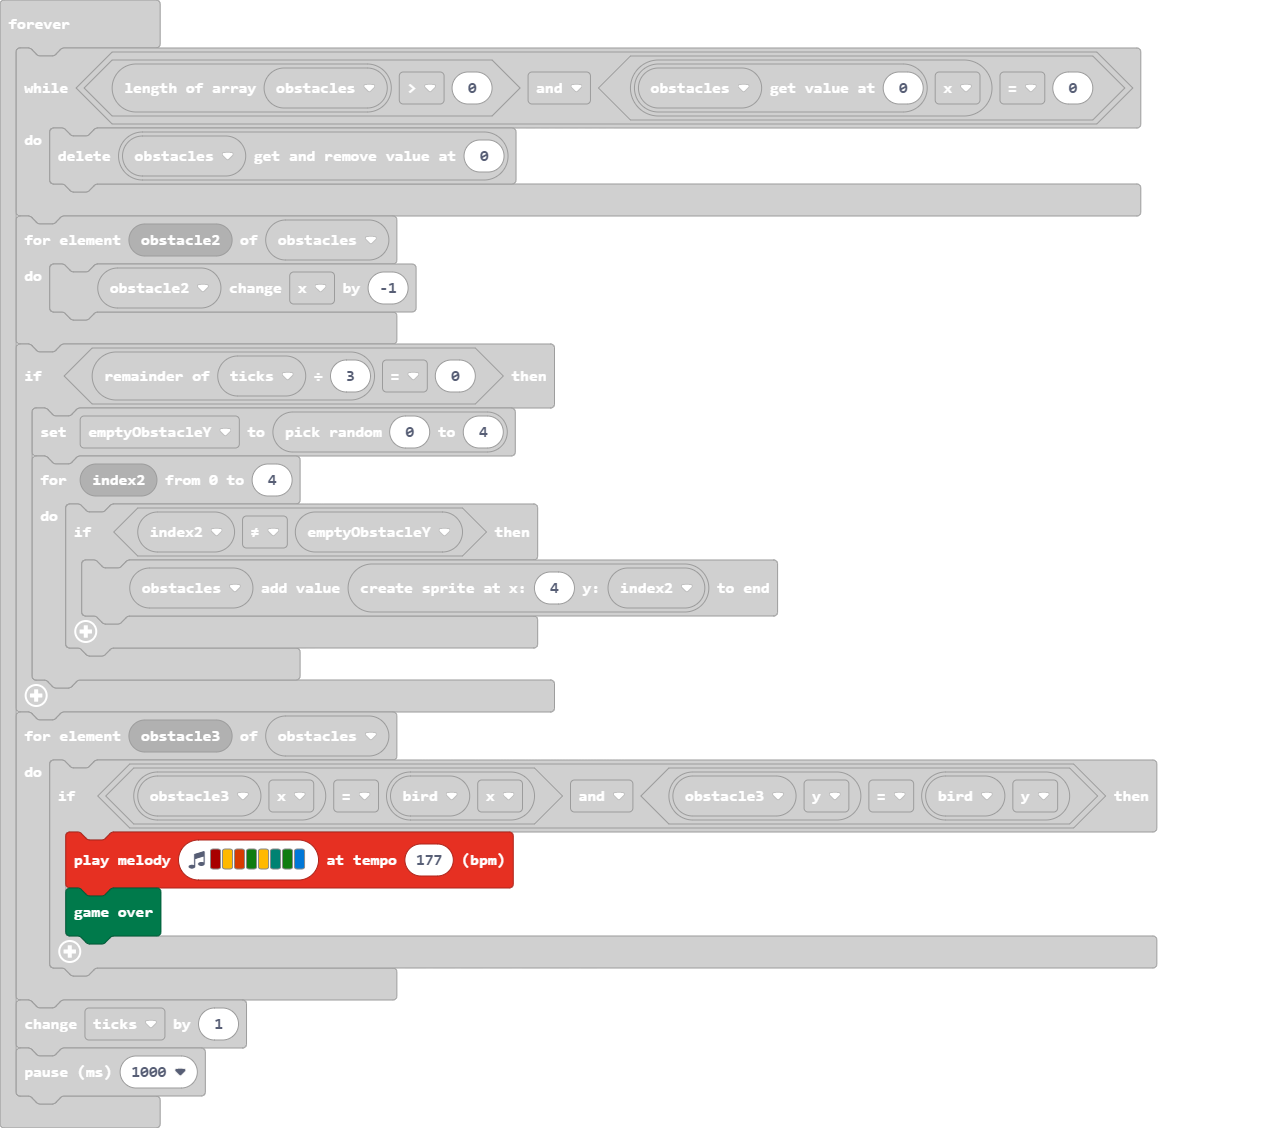 forever
while length of array obstacles > 0 and obstacles get value at 0 x = 0
do
delete obstacles get and remove value at 0
for element obstacle2 of obstacles
do
obstacle2 change x by -1
if remainder of ticks ÷ 3 = 0 then
set emptyObstacleY to pick random 0 to 4
for index2 from 0 to 4
do
if index2 ≠ emptyObstacleY then
obstacles add value create sprite at x: 4 y: index2 to end
for element obstacle3 of obstacles
do
if obstacle3 x = bird x and obstacle3 y = bird y then
play melody at tempo 177 (bpm)
game over
change ticks by 1
pause (ms) 1000